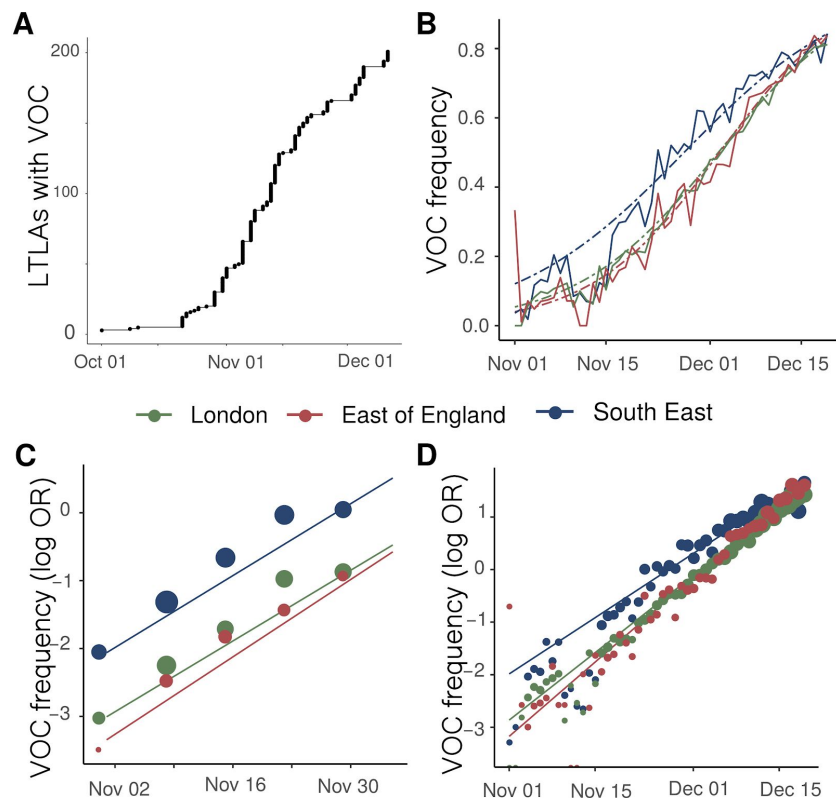 A
200
100
0
LTLAs with VOC
Oct 01
Nov 01
Dec 01
B
0.8
0.6
0.4
0.2
0.0
VOC frequency
Nov 01
Nov 15
Dec 01
Dec 15
London
East of England
South East
C
0
−1
−2
−3
VOC frequency (log OR)
Nov 02
Nov 16
Nov 30
D
1
0
−1
−2
−3
VOC frequency (log OR)
Nov 01
Nov 15
Dec 01
Dec 15